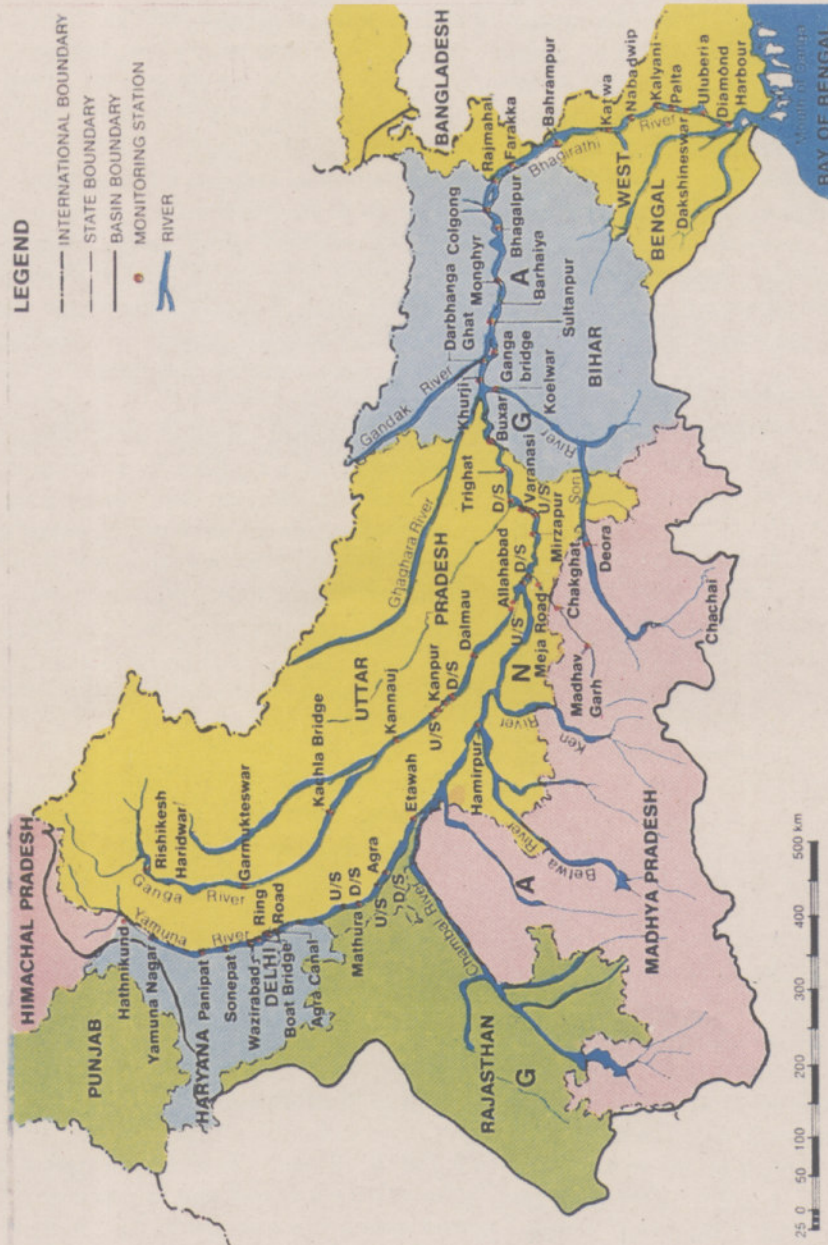 LEGEND
INTERNATIONAL BOUNDARY
STATE BOUNDARY
BASIN BOUNDARY
MONITORING STATION
RIVER
HIMACHAL PRADESH
PUNJAB
Hathnikund
Yamuna Nagar
HARYANA
Panipat
Sonepat
Wazirabad
DELHI
Boat Bridge
Agra Canal
Ring
Road
Yamuna
River
Ganga
River
Rishikesh
Haridwar
Garmukteswar
Kachla Bridge
Kannauj
U/S
Kanpur
D/S
Dalmau
UTTAR
PRADESH
Ghaghara River
Mathura
U/S
D/S
Agra
U/S
D/S
Etawah
Hamirpur
Chambal River
Betwa
River
Ken
River
RAJASTHAN
MADHYA PRADESH
G
A
N
G
A
Allahabad
U/S
D/S
Meja Road
Mirzapur
Varanasi
U/S
D/S
Trighat
Buxar
Madhav
Garh
Chakghat
Deora
Chachai
Son
River
Koelwar
Khurji
Gandak
River
Darbhanga
Ghat
Ganga
bridge
Sultanpur
Barhaiya
Monghyr
Bhagalpur
Colgong
BIHAR
Rajmahal
Farakka
BANGLADESH
Bahrampur
Bhagirathi
River
Katwa
Nabadwip
Kalyani
Palta
Dakshineswar
Uluberia
Diamond
Harbour
WEST
BENGAL
BAY OF BENGAL
25 0 50 100 200 300 400 500 km